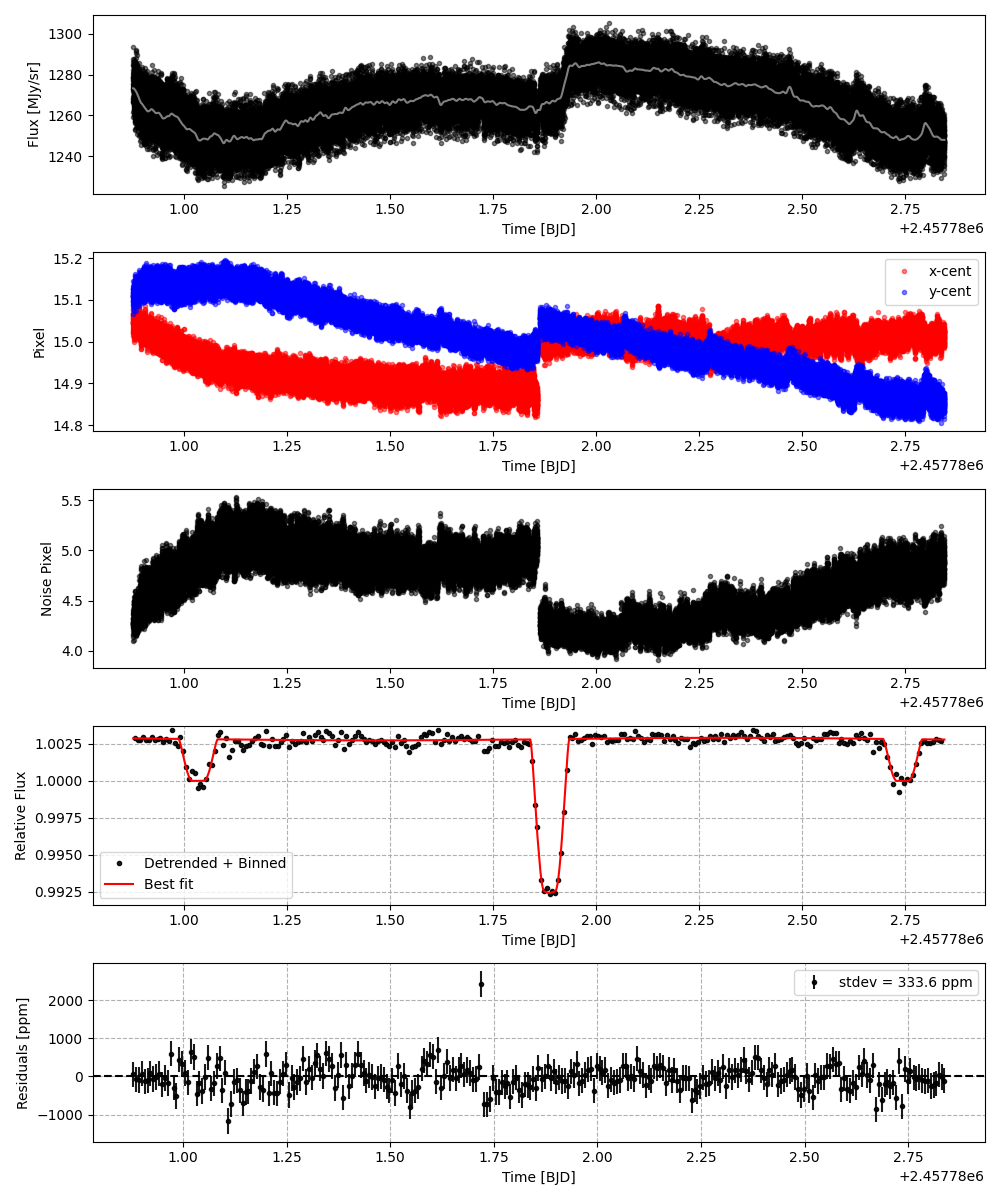 Flux [MJy/sr]
1300
1280
1260
1240
1.00 1.25 1.50 1.75 2.00 2.25 2.50 2.75
Time [BJD]
+2.45778e6
Pixel
15.2
15.1
15.0
14.9
14.8
x-cent
y-cent
1.00 1.25 1.50 1.75 2.00 2.25 2.50 2.75
Time [BJD]
+2.45778e6
Noise Pixel
5.5
5.0
4.5
4.0
1.00 1.25 1.50 1.75 2.00 2.25 2.50 2.75
Time [BJD]
+2.45778e6
Relative Flux
1.0025
1.0000
0.9975
0.9950
0.9925
Detrended + Binned
Best fit
1.00 1.25 1.50 1.75 2.00 2.25 2.50 2.75
Time [BJD]
+2.45778e6
Residuals [ppm]
2000
1000
0
−1000
stdev = 333.6 ppm
1.00 1.25 1.50 1.75 2.00 2.25 2.50 2.75
Time [BJD]
+2.45778e6